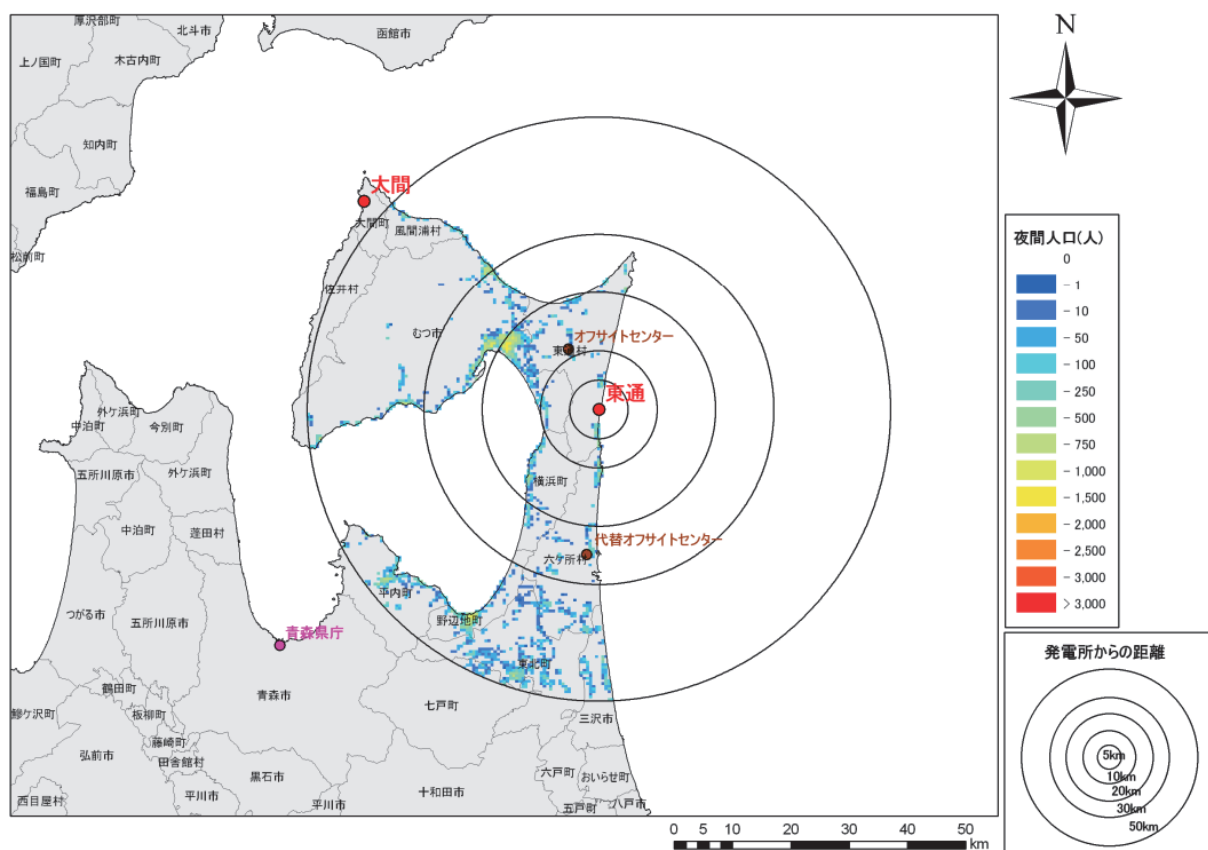 厚沢部町
北斗市
函館市
上ノ国町
木古内町
知内町
福島町
松前町
N
大間
大間町
風間浦村
佐井村
むつ市
オフサイトセンター
東通
横浜町
代替オフサイトセンター
六ケ所村
外ケ浜町
中泊町
今別町
五所川原市
外ケ浜町
中泊町
蓬田村
平内町
野辺地町
つがる市
五所川原市
青森県庁
東北町
鶴田町
青森市
七戸町
鰺ケ沢町
板柳町
三沢市
藤崎町
弘前市
田舎館村
黒石市
六戸町
おいらせ町
西目屋村
平川市
平川市
十和田市
五戸町
八戸市
夜間人口(人)
0
- 1
- 10
- 50
- 100
- 250
- 500
- 750
- 1,000
- 1,500
- 2,000
- 2,500
- 3,000
> 3,000
発電所からの距離
5km
10km
20km
30km
50km
0 5 10 20 30 40 50
km